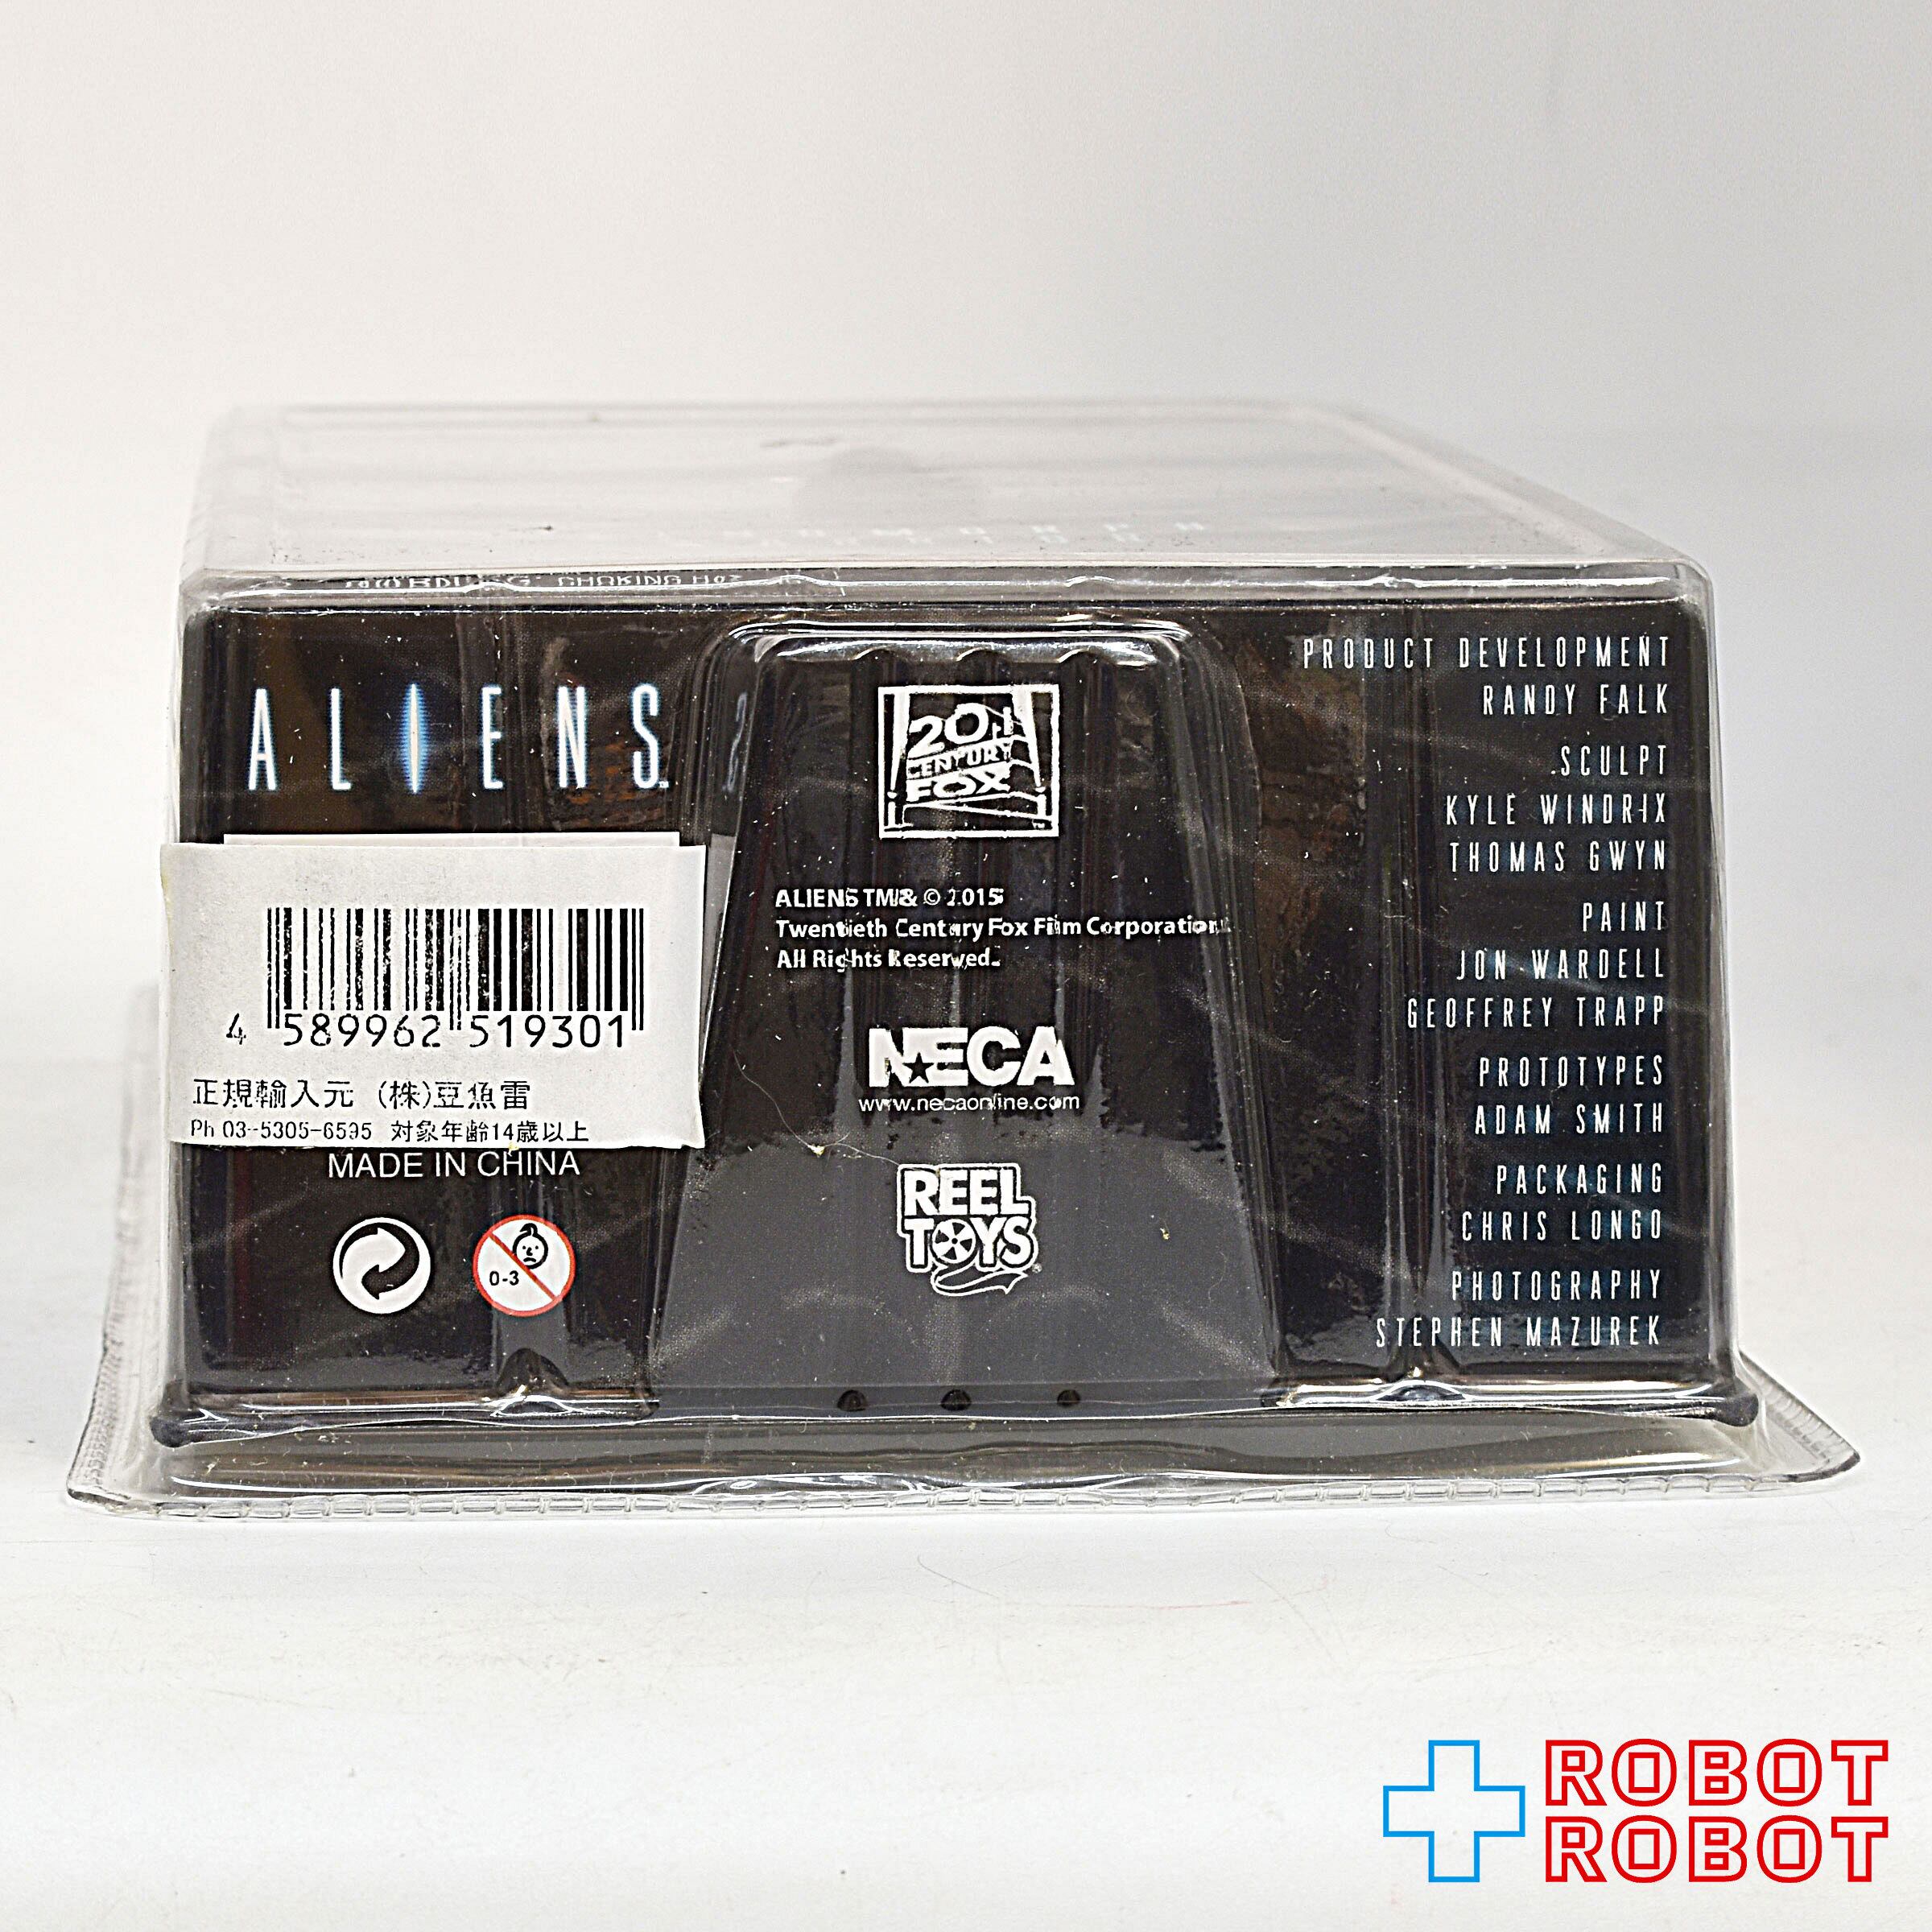 ALIENS
4 589962 519301
正規輸入元 (株)豆魚雷
Ph 03-5305-6595 対象年齢14歳以上
MADE IN CHINA
0-3
20th
CENTURY
FOX
ALIENS TM & © 2015
Twentieth Century Fox Film Corporation.
All Rights Reserved.
NECA
www.necaonline.com
REEL
TOYS
PRODUCT DEVELOPMENT
RANDY FALK
SCULPT
KYLE WINDRIX
THOMAS GWYN
PAINT
JON WARDELL
GEOFFREY TRAPP
PROTOTYPES
ADAM SMITH
PACKAGING
CHRIS LONGO
PHOTOGRAPHY
STEPHEN MAZUREK
ROBOT
ROBOT